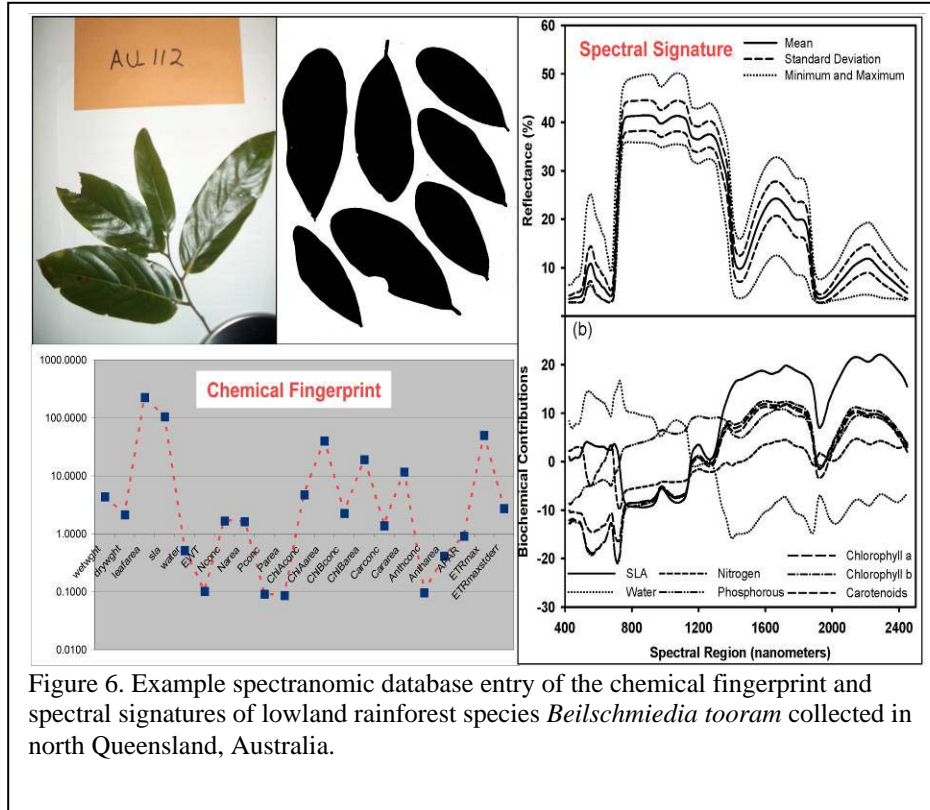 AU 112
Spectral Signature
Mean
Standard Deviation
Minimum and Maximum
60
50
40
30
20
10
Reflectance (%)
Chemical Fingerprint
1000.0000
100.0000
10.0000
1.0000
0.1000
0.0100
wetwght
drywght
leafarea
sla
water
EWT
Nconc
Narea
Pconc
Parea
ChlAconc
ChlAarea
ChlBconc
ChlBarea
Carconc
Cararea
Anthconc
Antharea
ETRmax
ETRmaxstderr
(b)
20
10
0
-10
-20
-30
Biochemical Contributions
Chlorophyll a
SLA
Nitrogen
Chlorophyll b
Water
Phosphorous
Carotenoids
400
800
1200
1600
2000
2400
Spectral Region (nanometers)
Figure 6. Example spectranomic database entry of the chemical fingerprint and
spectral signatures of lowland rainforest species Beilschmiedia tooram collected in
north Queensland, Australia.